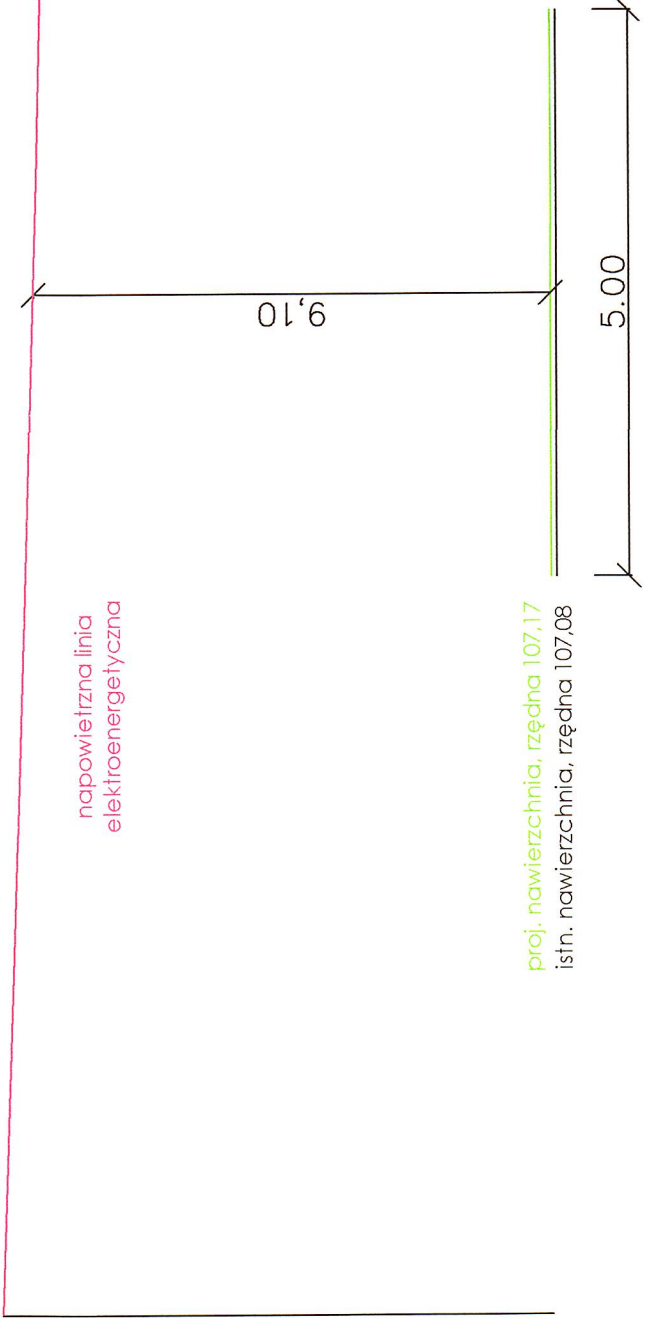 napowietrzna linia
elektroenergetyczna
9,10
proj. nawierzchnia, rzędna 107,17
istn. nawierzchnia, rzędna 107,08
5.00